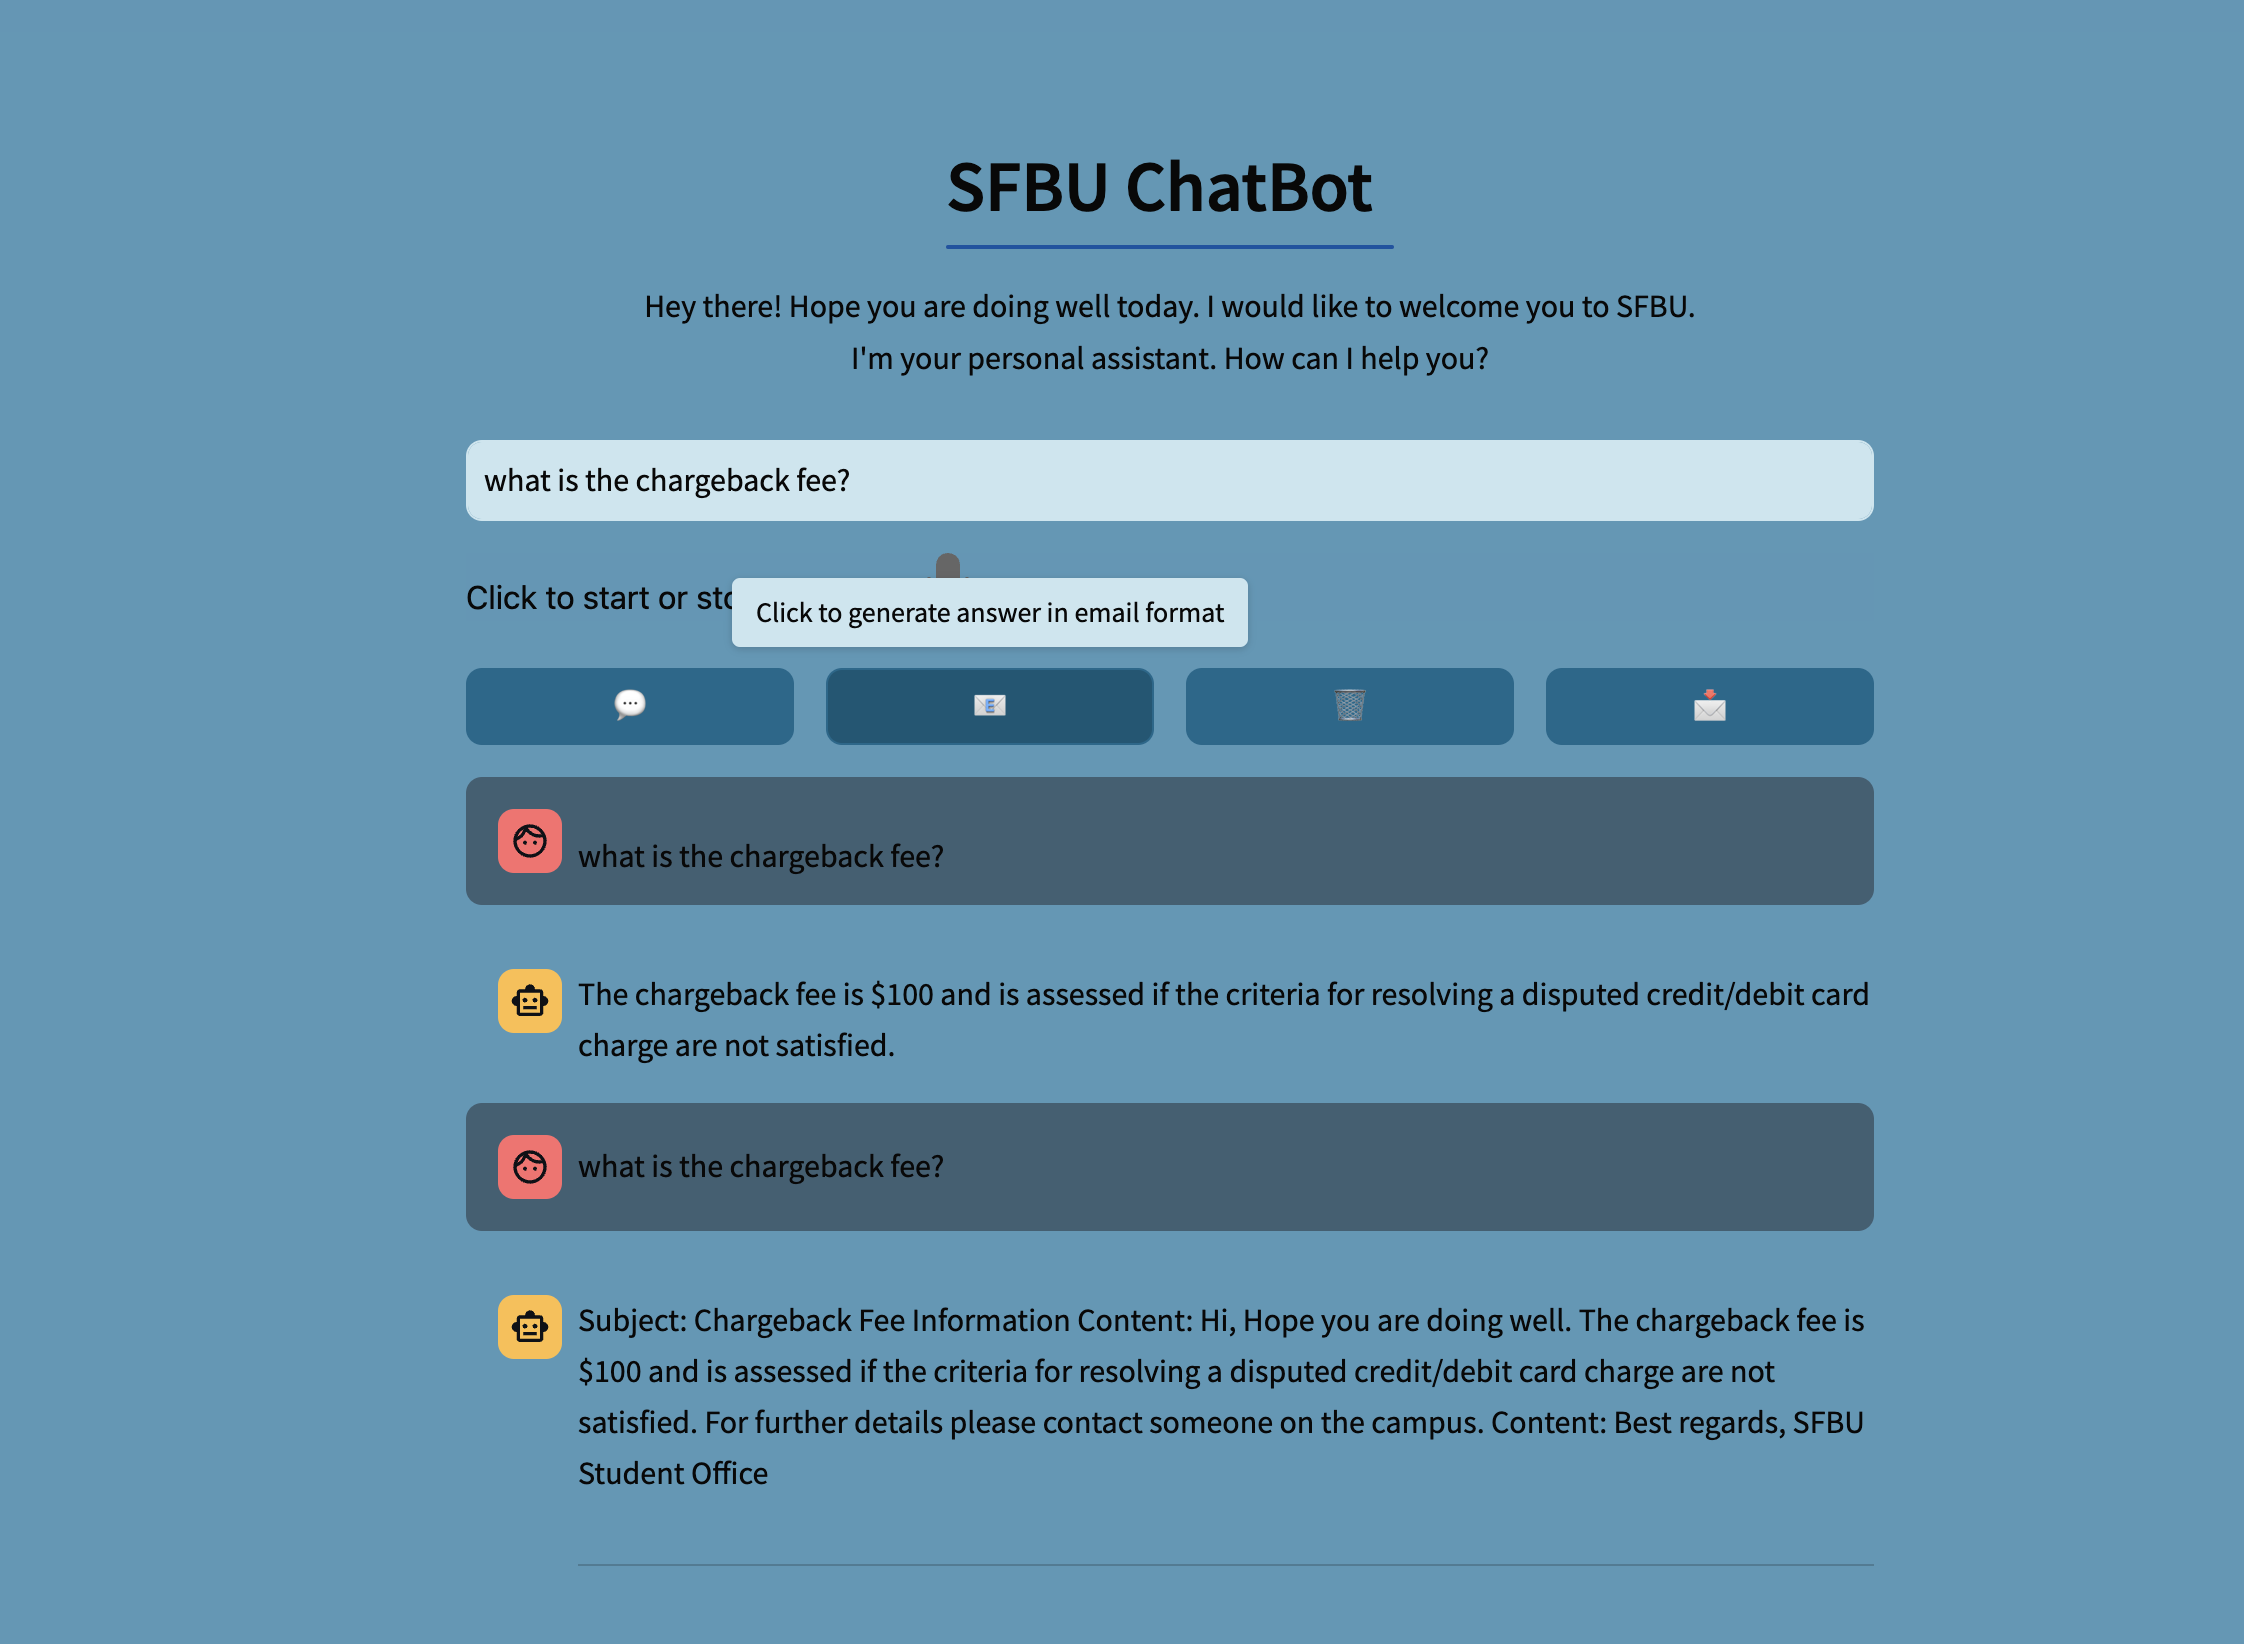 SFBU ChatBot
Hey there! Hope you are doing well today. I would like to welcome you to SFBU.
I'm your personal assistant. How can I help you?
what is the chargeback fee?
Click to start or sto
Click to generate answer in email format
what is the chargeback fee?
The chargeback fee is $100 and is assessed if the criteria for resolving a disputed credit/debit card
charge are not satisfied.
what is the chargeback fee?
Subject: Chargeback Fee Information Content: Hi, Hope you are doing well. The chargeback fee is
$100 and is assessed if the criteria for resolving a disputed credit/debit card charge are not
satisfied. For further details please contact someone on the campus. Content: Best regards, SFBU
Student Office